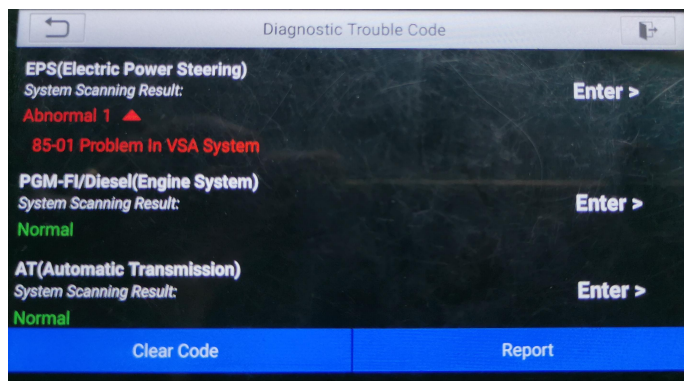 Diagnostic Trouble Code
EPS(Electric Power Steering)
System Scanning Result:
Enter >
Abnormal 1
85-01 Problem In VSA System
PGM-FI/Diesel(Engine System)
System Scanning Result:
Enter >
Normal
AT(Automatic Transmission)
System Scanning Result:
Enter >
Normal
Clear Code
Report